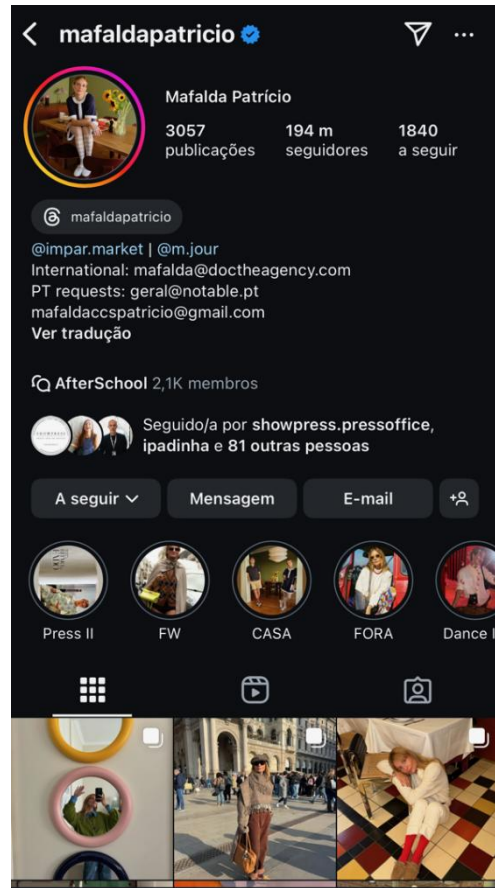 mafaldapatricio
Mafalda Patrício
3057 194 m 1840
publicações seguidores a seguir
mafaldapatricio
@impar.market | @m.jour
International: mafalda@doctheagency.com
PT requests: geral@notable.pt
mafaldaccspatricio@gmail.com
Ver tradução
AfterSchool 2,1K membros
Seguido/a por showpress.pressoffice,
ipadinha e 81 outras pessoas
A seguir Mensagem E-mail
Press II FW CASA FORA Dance